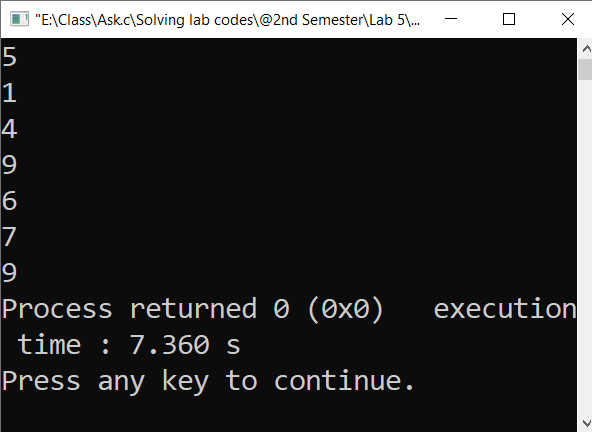 "E:\Class\Ask.c\Solving lab codes\@2nd Semester\Lab 5\...
5
1
4
9
6
7
9
Process returned 0 (0x0)   execution
 time : 7.360 s
Press any key to continue.